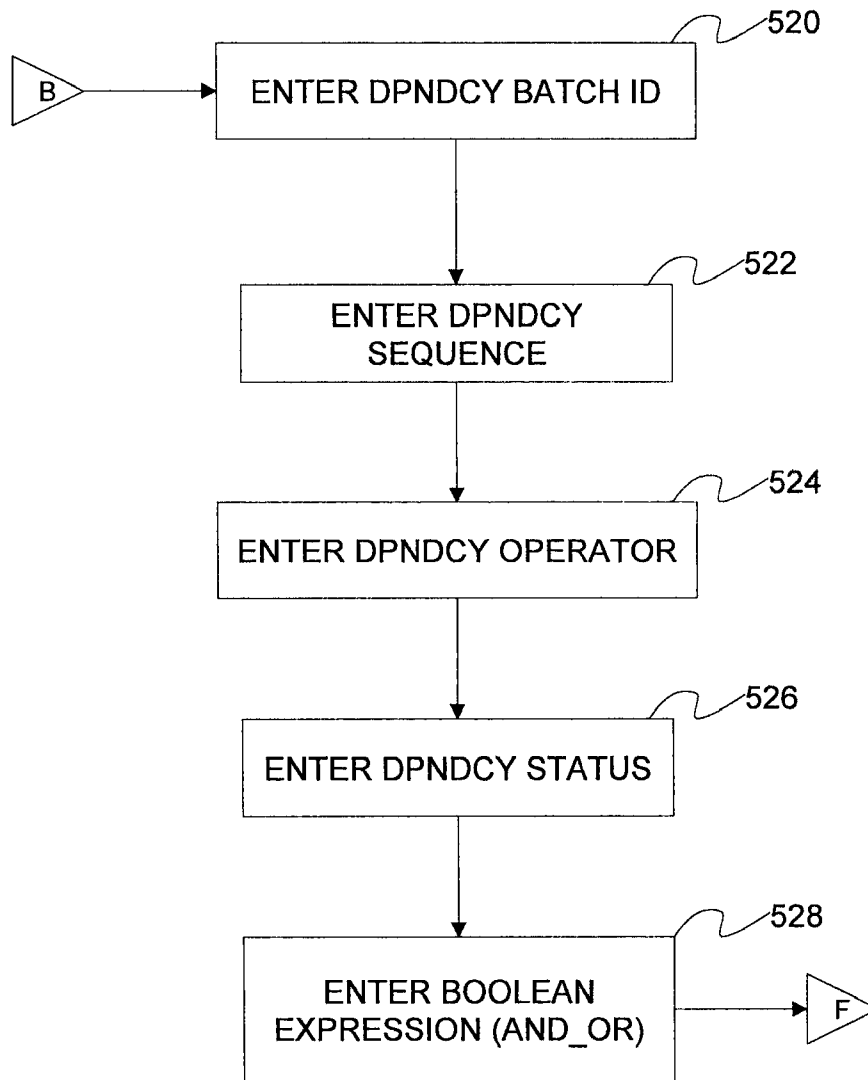 520
B
ENTER DPNDCY BATCH ID
522
ENTER DPNDCY
SEQUENCE
524
ENTER DPNDCY OPERATOR
526
ENTER DPNDCY STATUS
528
ENTER BOOLEAN
EXPRESSION (AND_OR)
F